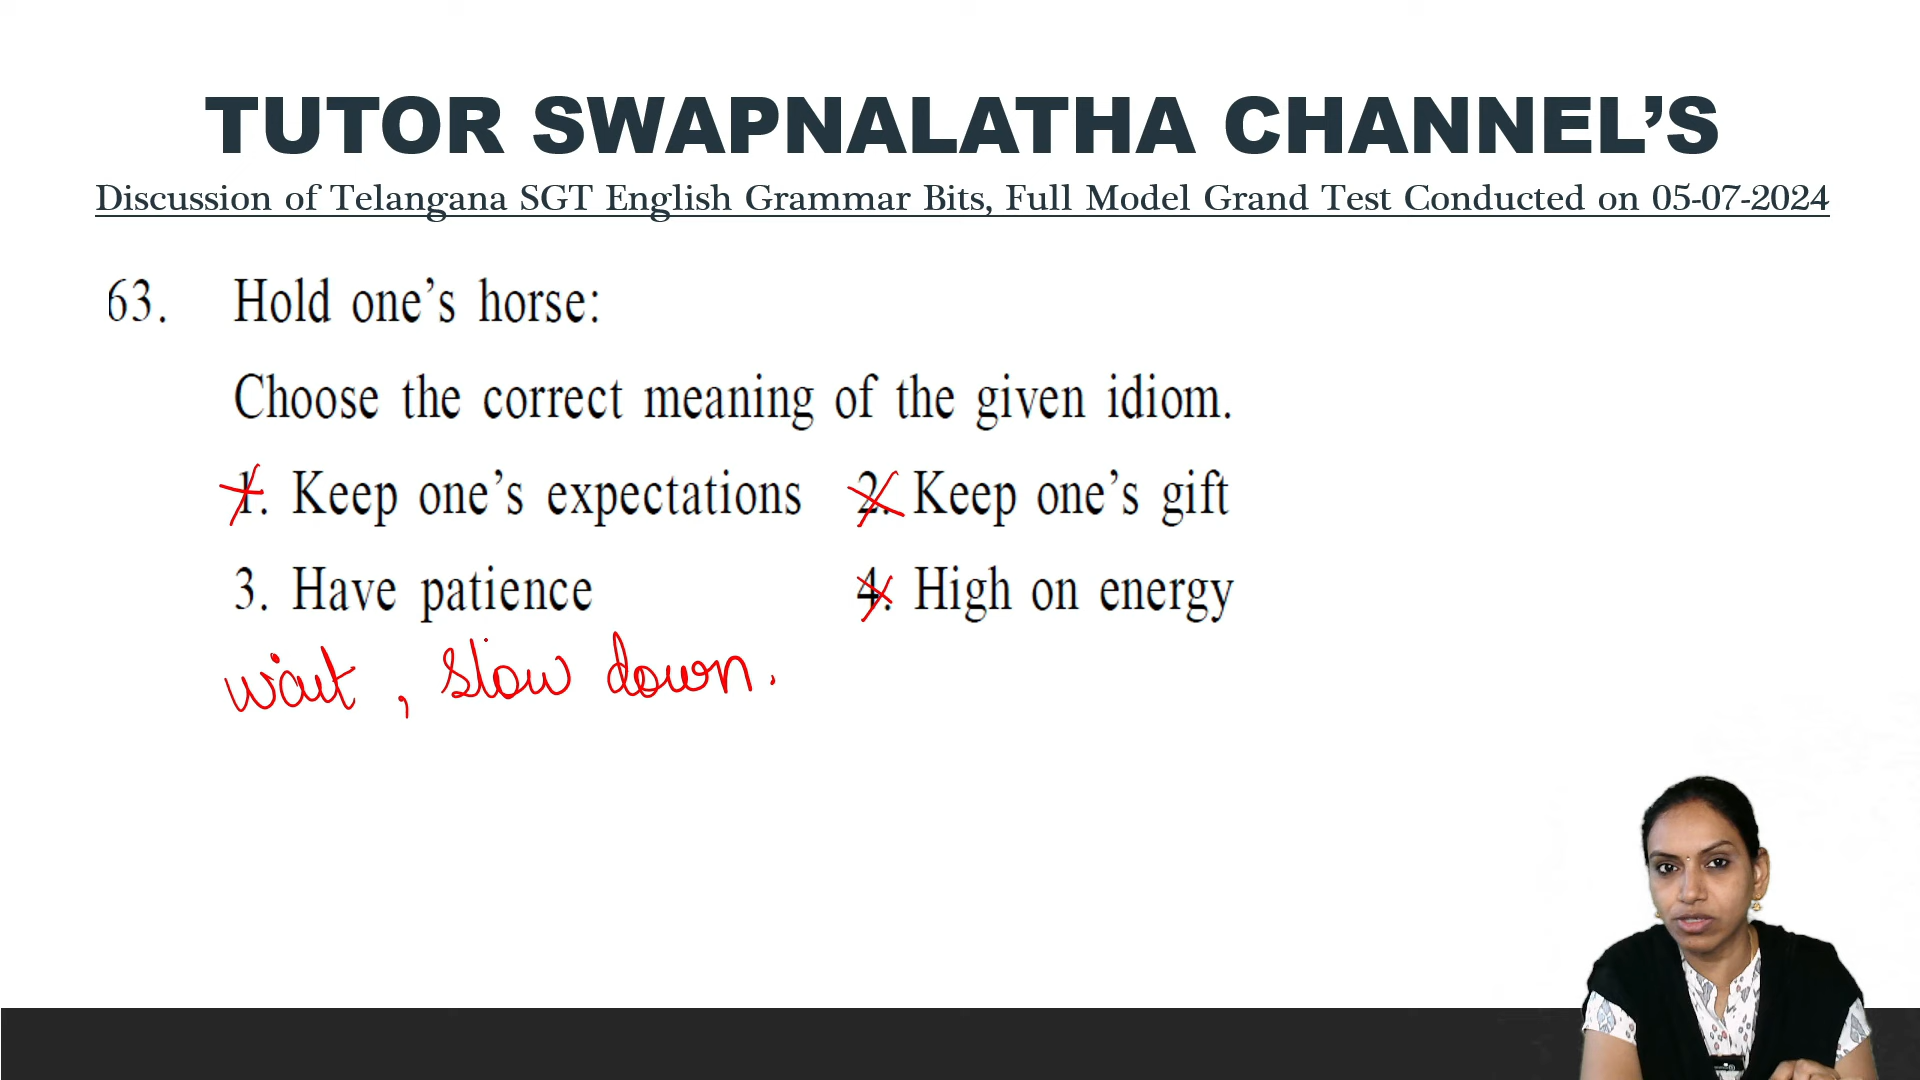 TUTOR SWAPNALATHA CHANNEL’S
Discussion of Telangana SGT English Grammar Bits, Full Model Grand Test Conducted on 05-07-2024
63. Hold one’s horse:
Choose the correct meaning of the given idiom.
1. Keep one’s expectations 2. Keep one’s gift
3. Have patience 4. High on energy
wait , slow down.